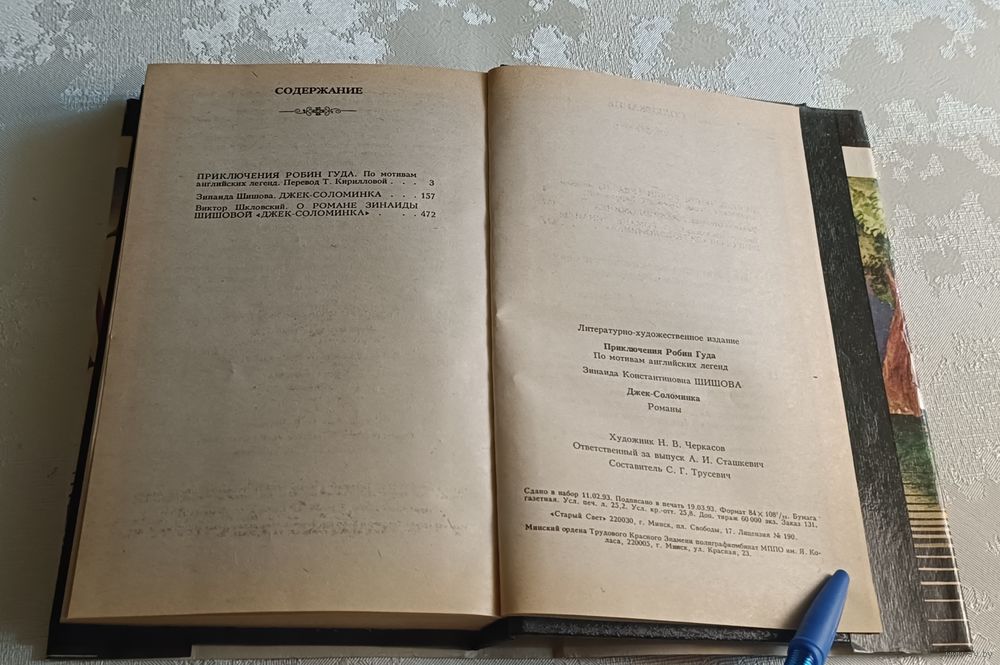 СОДЕРЖАНИЕ
ПРИКЛЮЧЕНИЯ РОБИН ГУДА. По мотивам
английских легенд. Перевод Т. Кирилловой . . . 3
Зинаида Шишова. ДЖЕК-СОЛОМИНКА . . . . 157
Виктор Шкловский. О РОМАНЕ ЗИНАИДЫ
ШИШОВОЙ «ДЖЕК-СОЛОМИНКА» . . . . 472
Литературно-художественное издание
Приключения Робин Гуда
По мотивам английских легенд
Зинаида Константиновна ШИШОВА
Джек-Соломинка
Романы
Художник Н. В. Черкасов
Ответственный за выпуск А. И. Сташкевич
Составитель С. Г. Трусевич
Сдано в набор 11.02.93. Подписано в печать 19.03.93. Формат 84×108¹/₃₂. Бумага
газетная. Усл. печ. л. 25,2. Усл. кр.-отт. 25,8. Доп. тираж 60 000 экз. Заказ 131.
«Старый Свет» 220030, г. Минск, пл. Свободы, 17. Лицензия № 190.
Минский ордена Трудового Красного Знамени полиграфкомбинат МППО им. Я. Ко-
ласа, 220005, г. Минск, ул. Красная, 23.